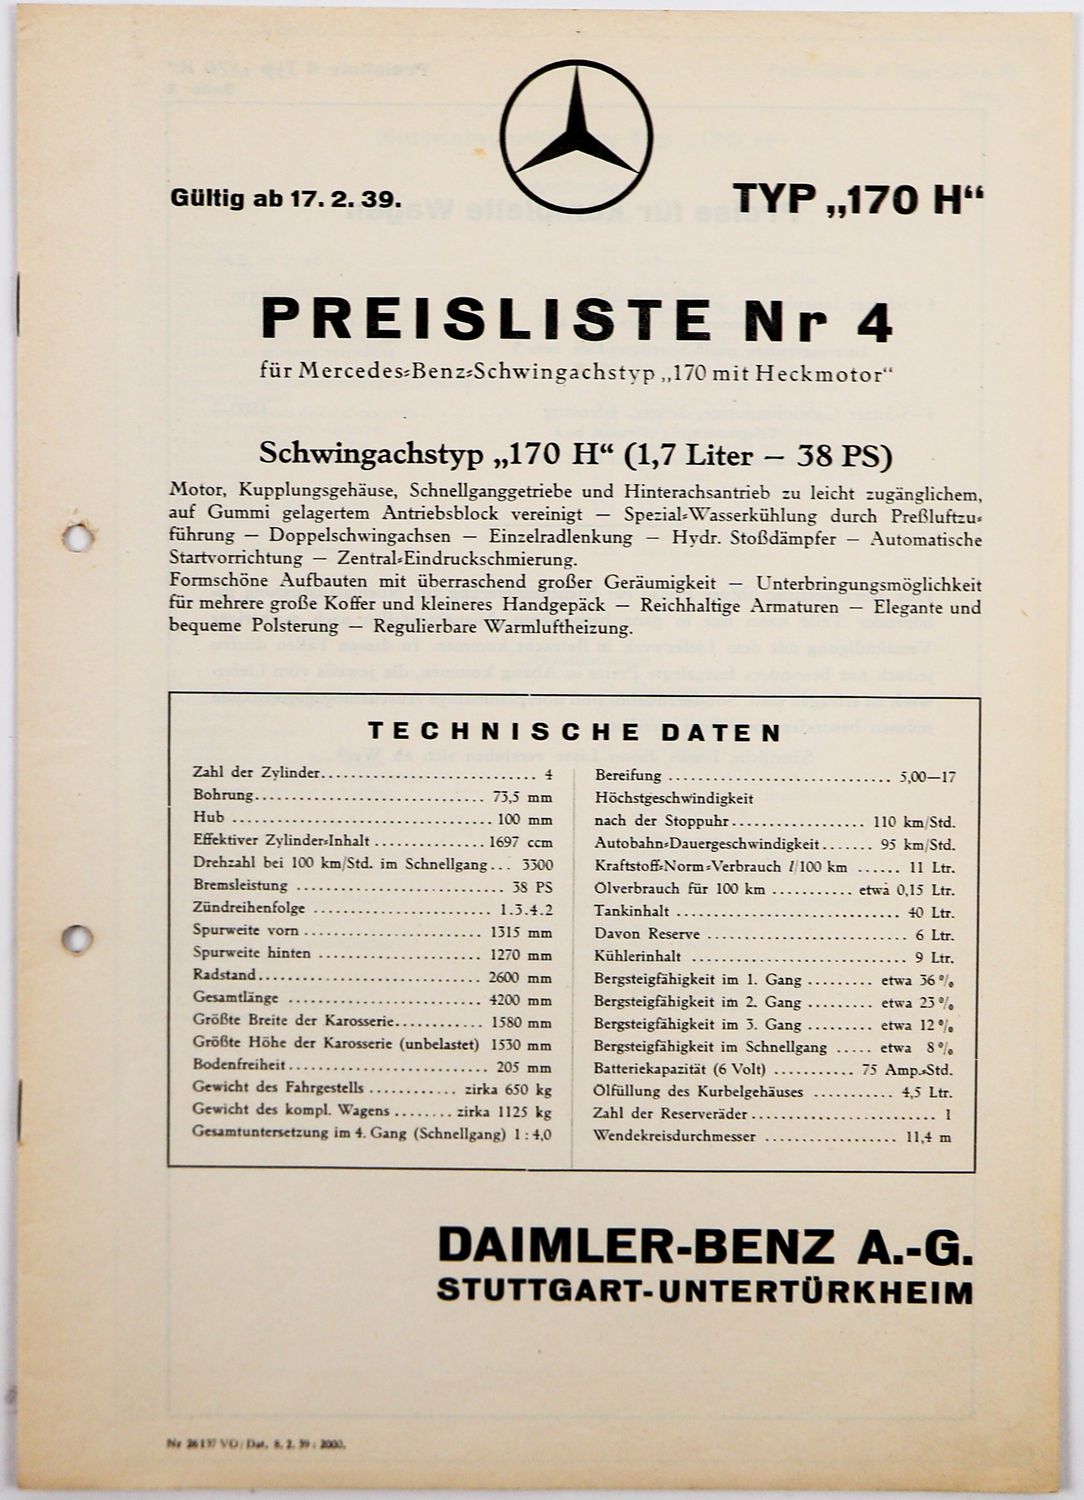 Gültig ab 17. 2. 39.
TYP „170 H“
PREISLISTE Nr 4
für Mercedes-Benz-Schwingachstyp „170 mit Heckmotor“
Schwingachstyp „170 H“ (1,7 Liter — 38 PS)
Motor, Kupplungsgehäuse, Schnellganggetriebe und Hinterachsantrieb zu leicht zugänglichem,
auf Gummi gelagertem Antriebsblock vereinigt — Spezial-Wasserkühlung durch Preßluftzu-
führung — Doppelschwingachsen — Einzelradlenkung — Hydr. Stoßdämpfer — Automatische
Startvorrichtung — Zentral-Eindruckschmierung.
Formschöne Aufbauten mit überraschend großer Geräumigkeit — Unterbringungsmöglichkeit
für mehrere große Koffer und kleineres Handgepäck — Reichhaltige Armaturen — Elegante und
bequeme Polsterung — Regulierbare Warmluftheizung.
TECHNISCHE DATEN
Zahl der Zylinder................................ 4
Bohrung................................. 73,5 mm
Hub ..................................... 100 mm
Effektiver Zylinder-Inhalt ................ 1697 ccm
Drehzahl bei 100 km/Std. im Schnellgang... 3300
Bremsleistung .............................. 38 PS
Zündreihenfolge .......................... 1.3.4.2
Spurweite vorn ......................... 1315 mm
Spurweite hinten ....................... 1270 mm
Radstand................................ 2600 mm
Gesamtlänge ............................ 4200 mm
Größte Breite der Karosserie............ 1580 mm
Größte Höhe der Karosserie (unbelastet) 1530 mm
Bodenfreiheit............................. 205 mm
Gewicht des Fahrgestells ............ zirka 650 kg
Gewicht des kompl. Wagens ........ zirka 1125 kg
Gesamtuntersetzung im 4. Gang (Schnellgang) 1 : 4,0
Bereifung ................................ 5,00—17
Höchstgeschwindigkeit
nach der Stoppuhr.................. 110 km/Std.
Autobahn-Dauergeschwindigkeit....... 95 km/Std.
Kraftstoff-Norm-Verbrauch l/100 km ...... 11 Ltr.
Ölverbrauch für 100 km ........... etwa 0,15 Ltr.
Tankinhalt ................................ 40 Ltr.
Davon Reserve ............................ 6 Ltr.
Kühlerinhalt .............................. 9 Ltr.
Bergsteigfähigkeit im 1. Gang ......... etwa 36 %
Bergsteigfähigkeit im 2. Gang ......... etwa 23 %
Bergsteigfähigkeit im 3. Gang ......... etwa 12 %
Bergsteigfähigkeit im Schnellgang ..... etwa 8 %
Batteriekapazität (6 Volt) ........... 75 Amp.-Std.
Ölfüllung des Kurbelgehäuses ........... 4,5 Ltr.
Zahl der Reserveräder........................... 1
Wendekreisdurchmesser ................... 11,4 m
DAIMLER-BENZ A.-G.
STUTTGART-UNTERTÜRKHEIM
Nr 26137 VO/Dat. 8. 2. 39 : 2000.